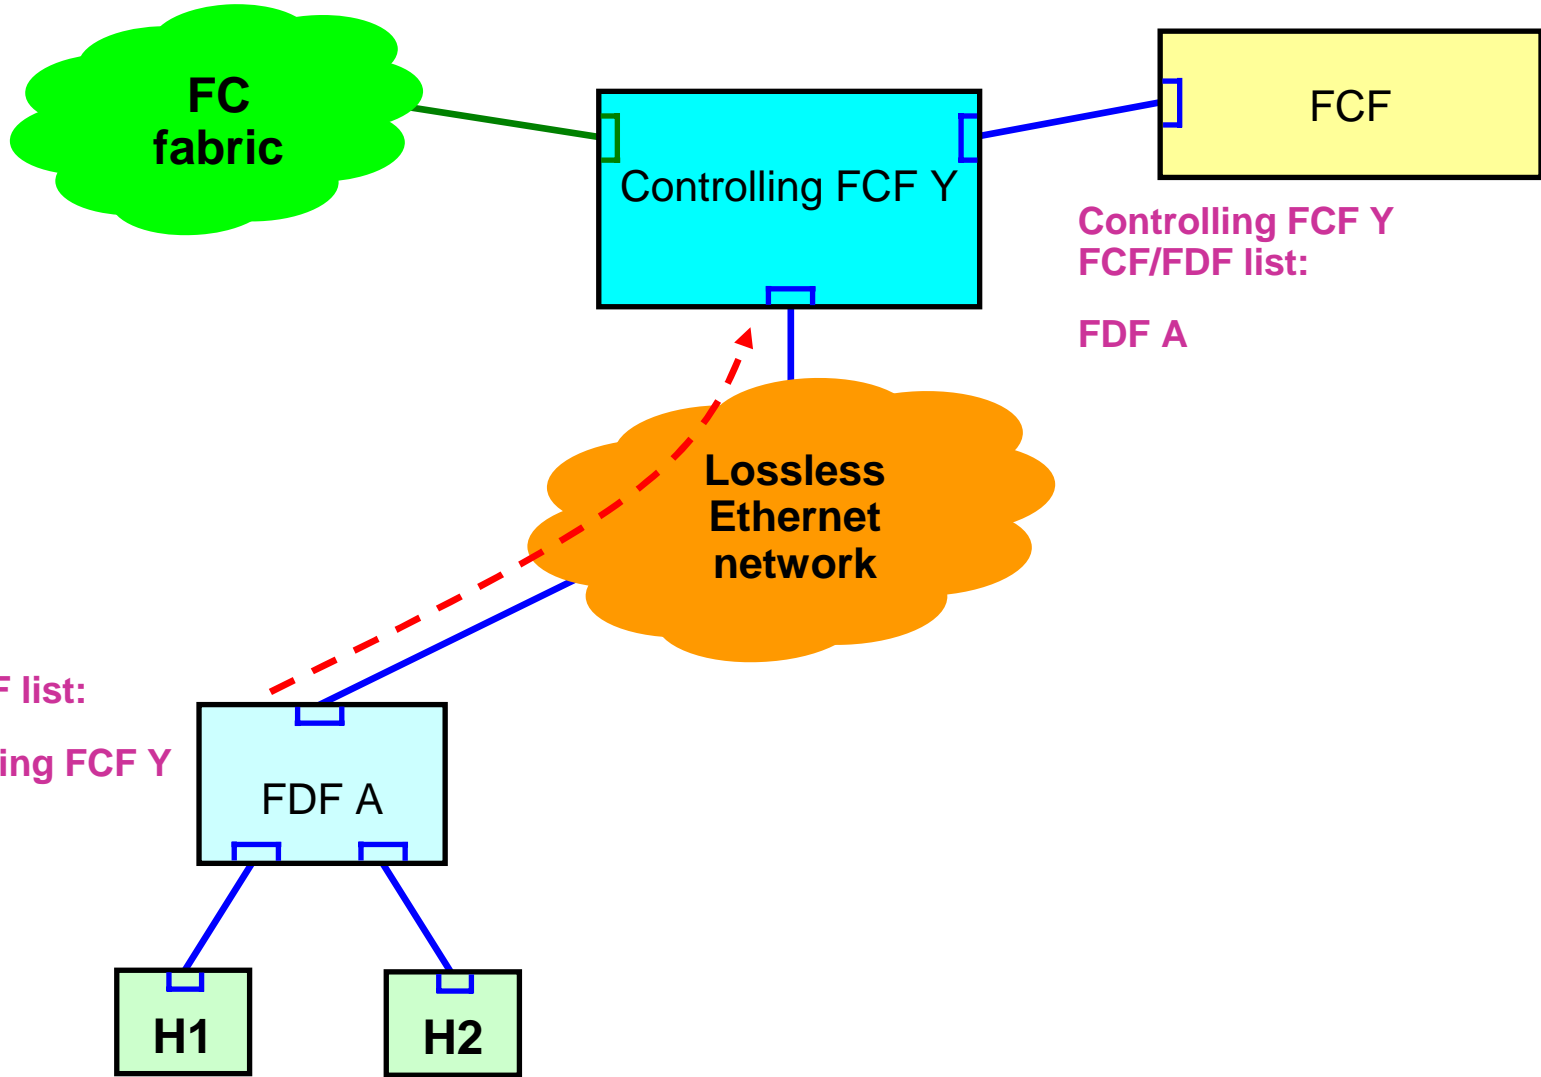 FC
fabric
Controlling FCF Y
FCF
Controlling FCF Y
FCF/FDF list:
FDF A
Lossless
Ethernet
network
list:
FCF Y
FDF A
H1
H2